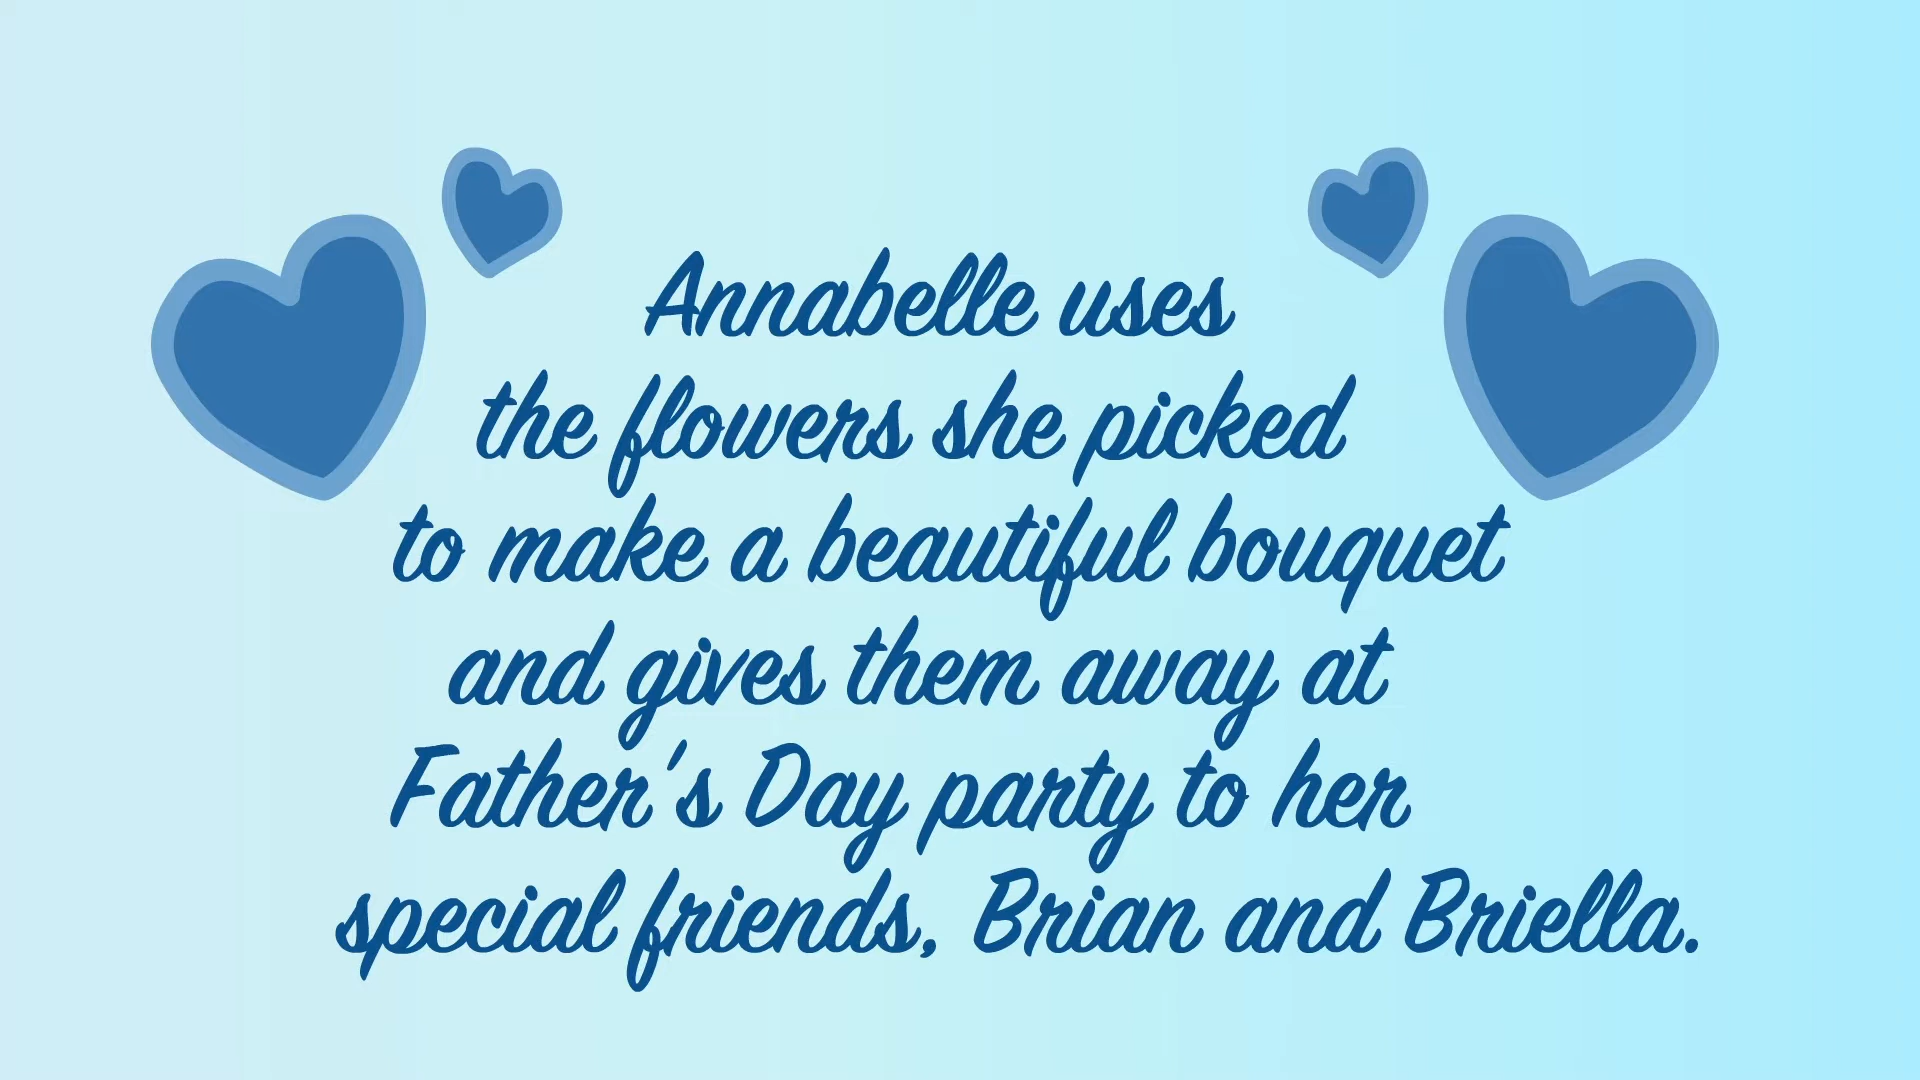 Annabelle uses
the flowers she picked
to make a beautiful bouquet
and gives them away at
Father's Day party to her
special friends, Brian and Briella.